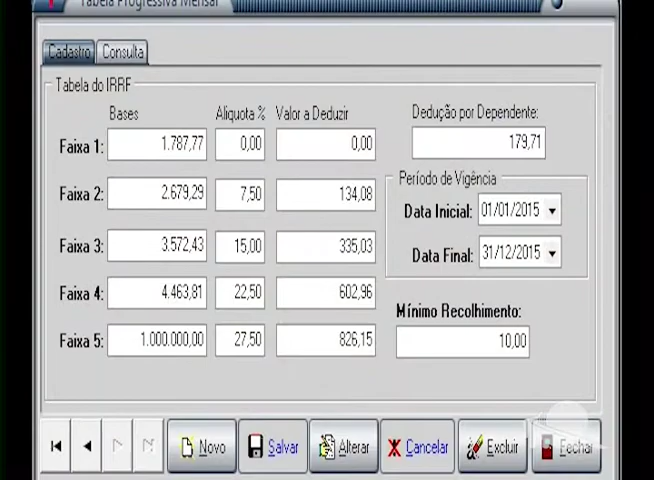 Tabela Progressiva Mensal
Cadastro Consulta
Tabela do IRRF
Bases Aliquota % Valor a Deduzir Dedução por Dependente:
Faixa 1: 1.787,77 0,00 0,00 179,71
Período de Vigência
Faixa 2: 2.679,29 7,50 134,08
Data Inicial: 01/01/2015
Faixa 3: 3.572,43 15,00 335,03
Data Final: 31/12/2015
Faixa 4: 4.463,81 22,50 602,96
Mínimo Recolhimento:
Faixa 5: 1.000.000,00 27,50 826,15 10,00
Novo Salvar Alterar Cancelar Excluir Fechar